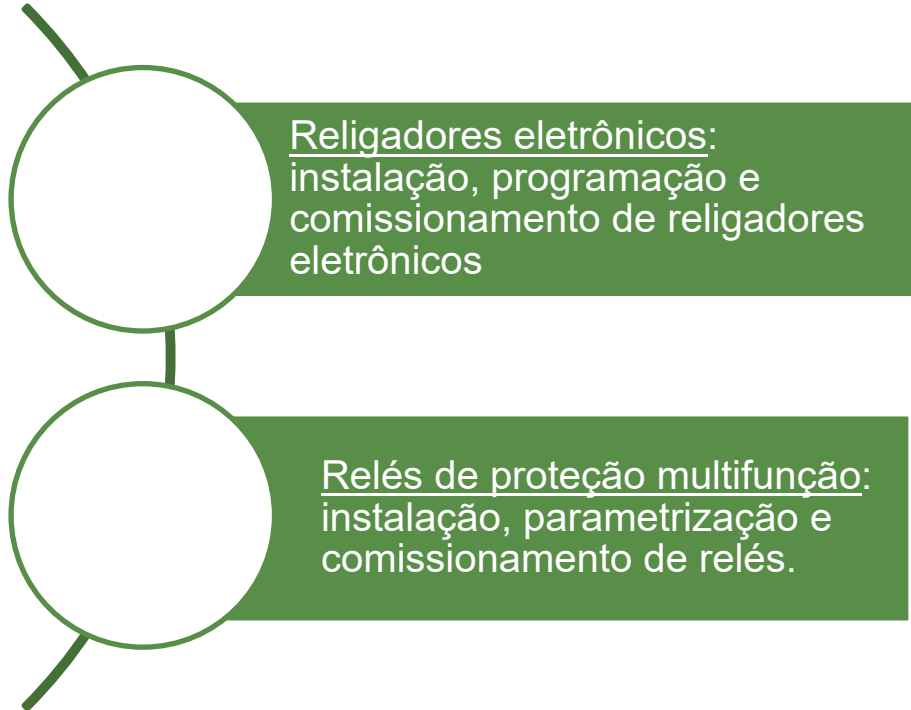 Religadores eletrônicos:
instalação, programação e
comissionamento de religadores
eletrônicos
Relés de proteção multifunção:
instalação, parametrização e
comissionamento de relés.